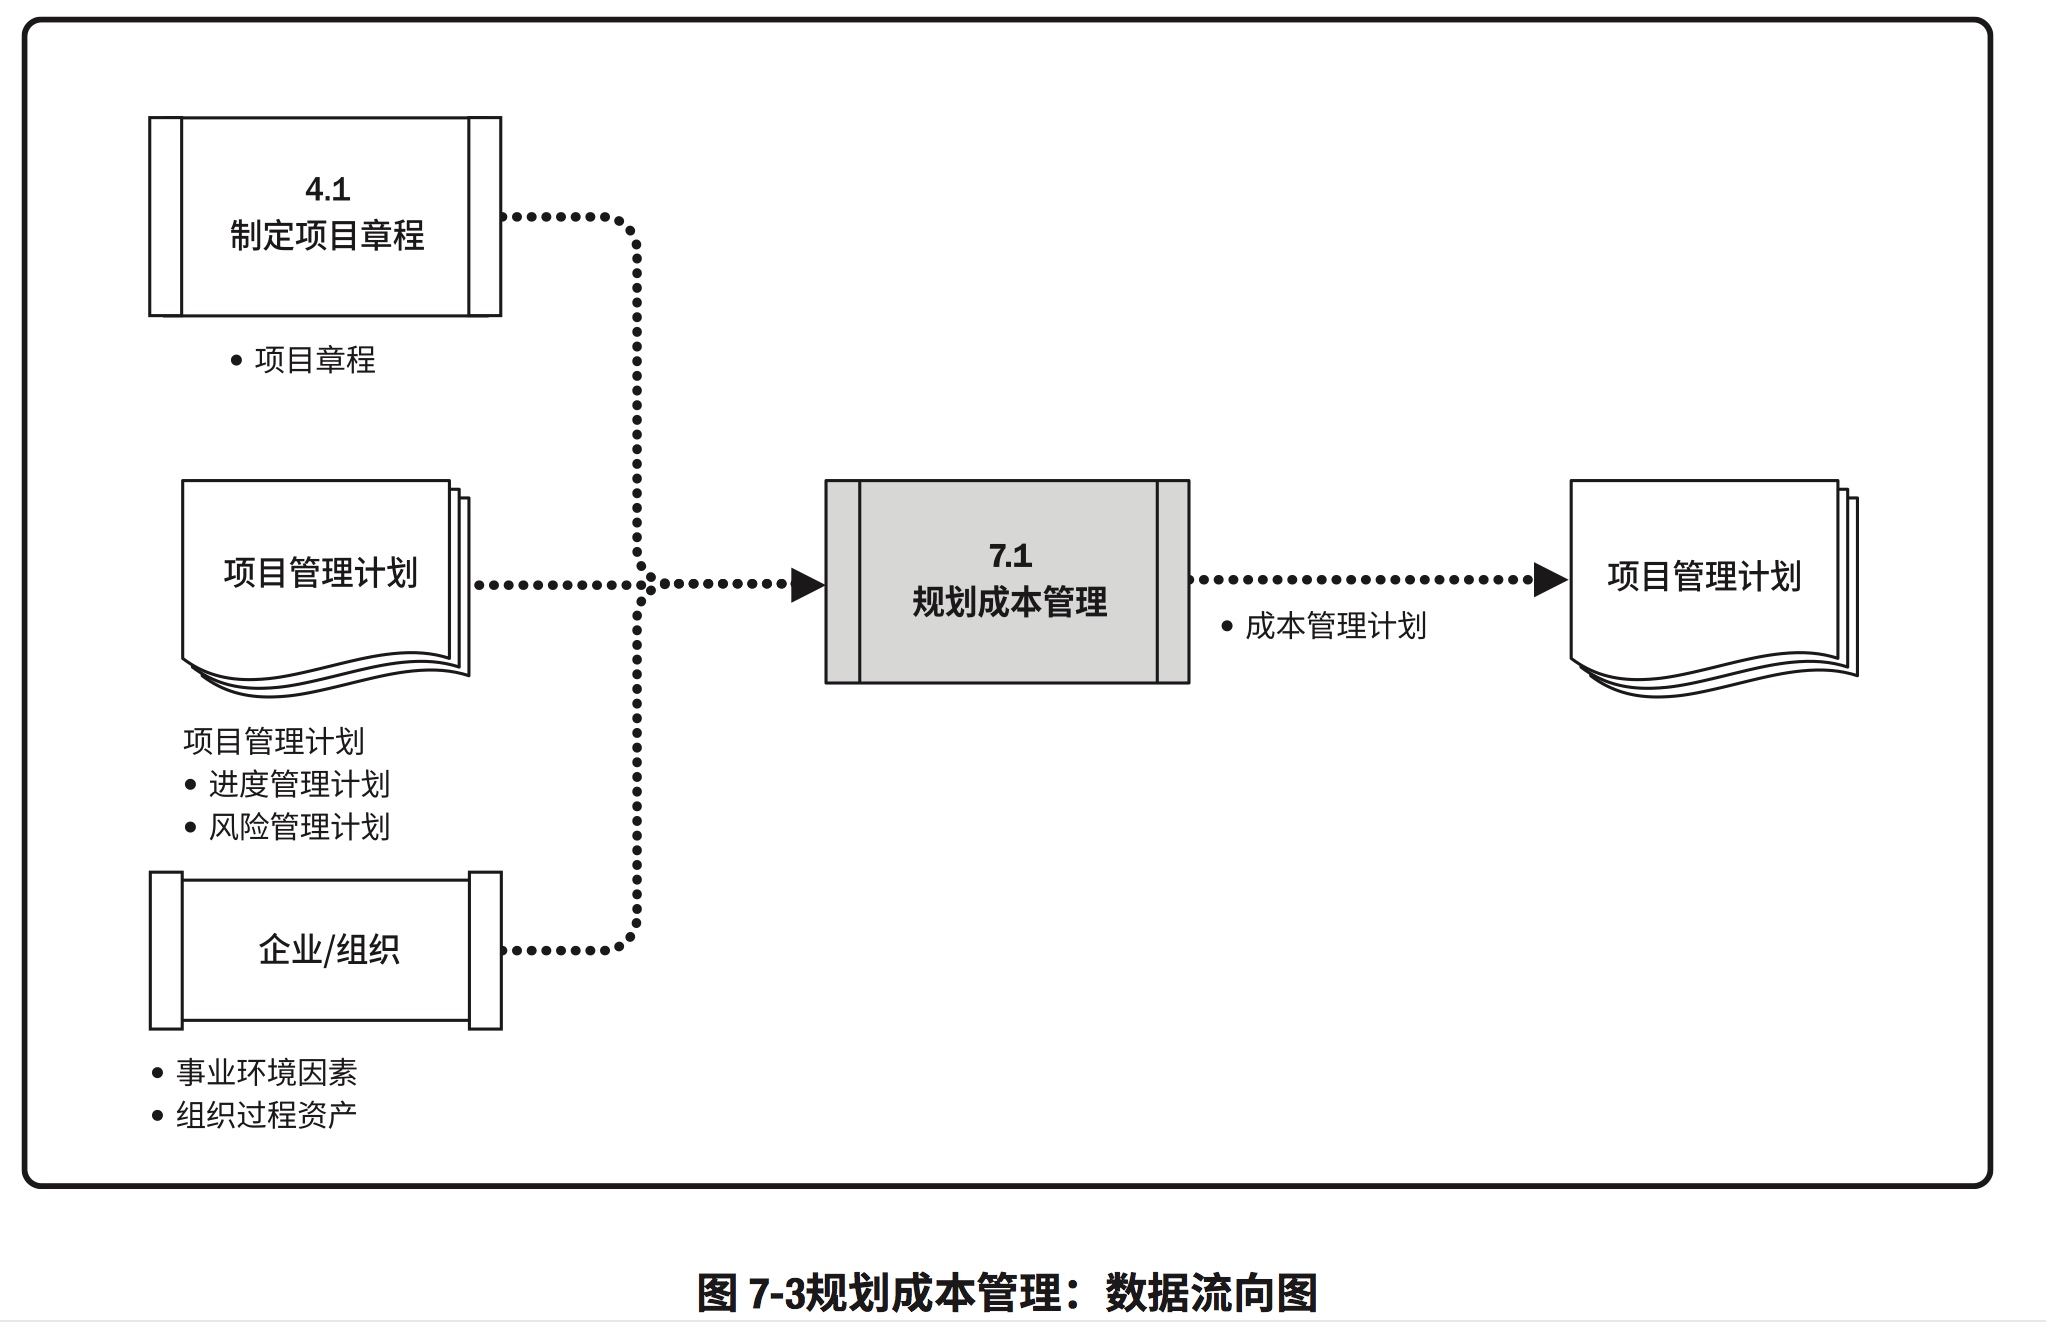 4.1
制定项目章程
• 项目章程
项目管理计划
项目管理计划
• 进度管理计划
• 风险管理计划
企业/组织
• 事业环境因素
• 组织过程资产
7.1
规划成本管理
• 成本管理计划
项目管理计划
图 7-3规划成本管理：数据流向图